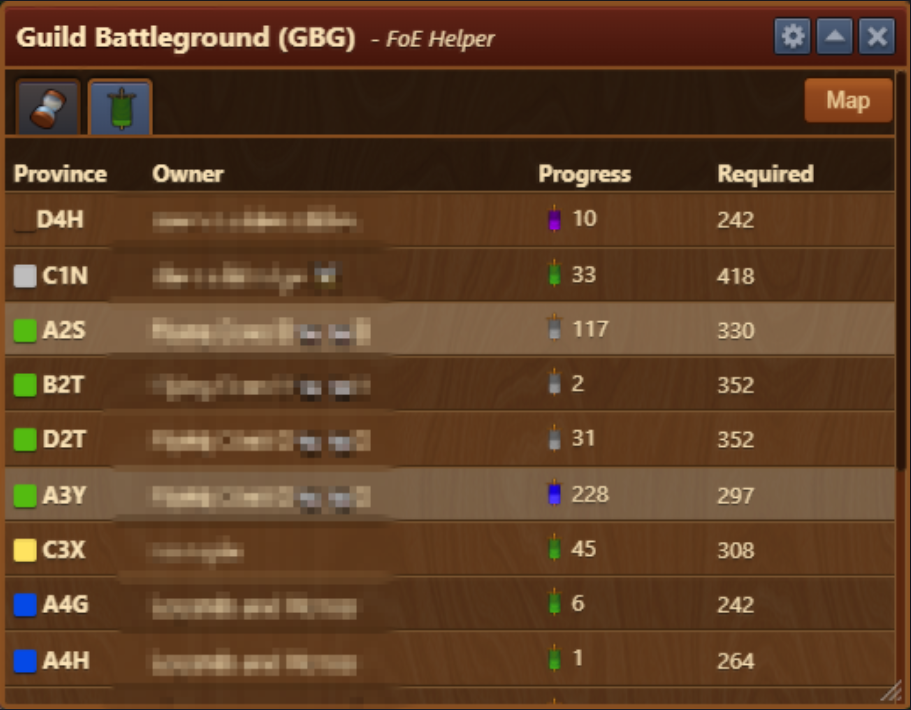 Guild Battleground (GBG) - FoE Helper
Map
Province Owner Progress Required
D4H 10 242
C1N 33 418
A2S 117 330
B2T 2 352
D2T 31 352
A3Y 228 297
C3X 45 308
A4G 6 242
A4H 1 264